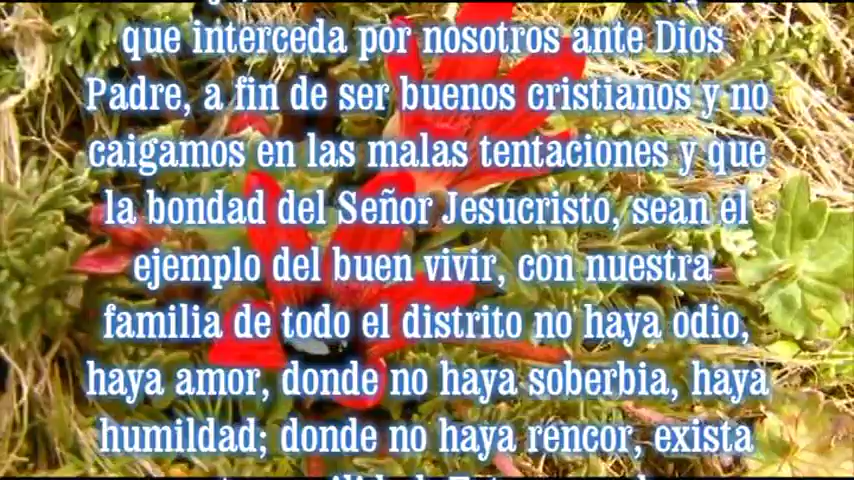 que interceda por nosotros ante Dios
Padre, a fin de ser buenos cristianos y no
caigamos en las malas tentaciones y que
la bondad del Señor Jesucristo, sean el
ejemplo del buen vivir, con nuestra
familia de todo el distrito no haya odio,
haya amor, donde no haya soberbia, haya
humildad; donde no haya rencor, exista